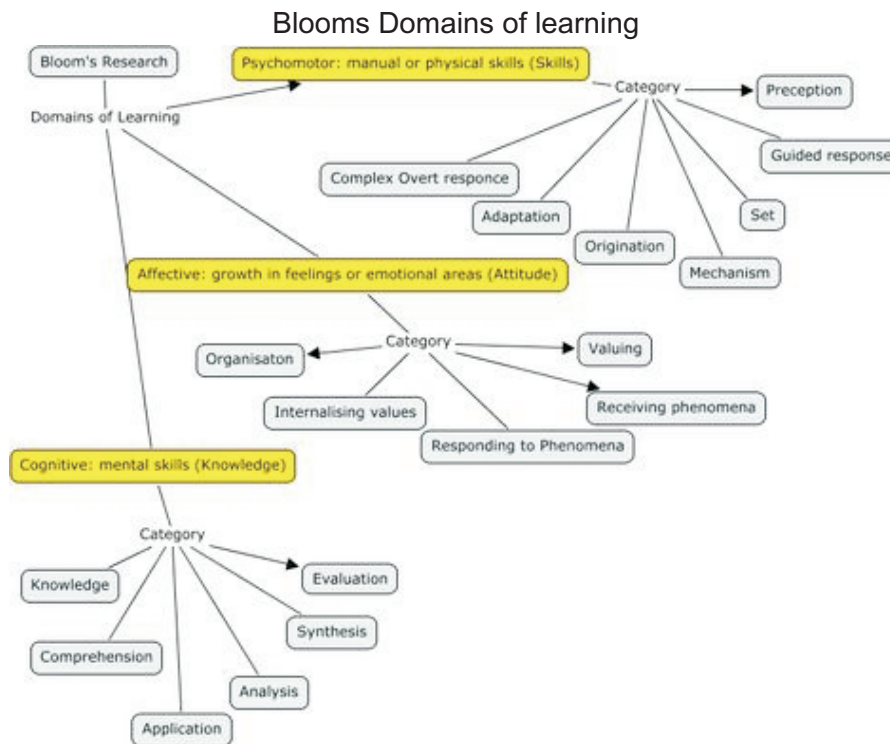 Blooms Domains of learning
Bloom's Research
Psychomotor: manual or physical skills (Skills)
Category
Preception
Domains of Learning
Guided response
Complex Overt responce
Adaptation
Set
Origination
Mechanism
Affective: growth in feelings or emotional areas (Attitude)
Category
Organisaton
Valuing
Internalising values
Receiving phenomena
Responding to Phenomena
Cognitive: mental skills (Knowledge)
Category
Knowledge
Evaluation
Synthesis
Comprehension
Analysis
Application